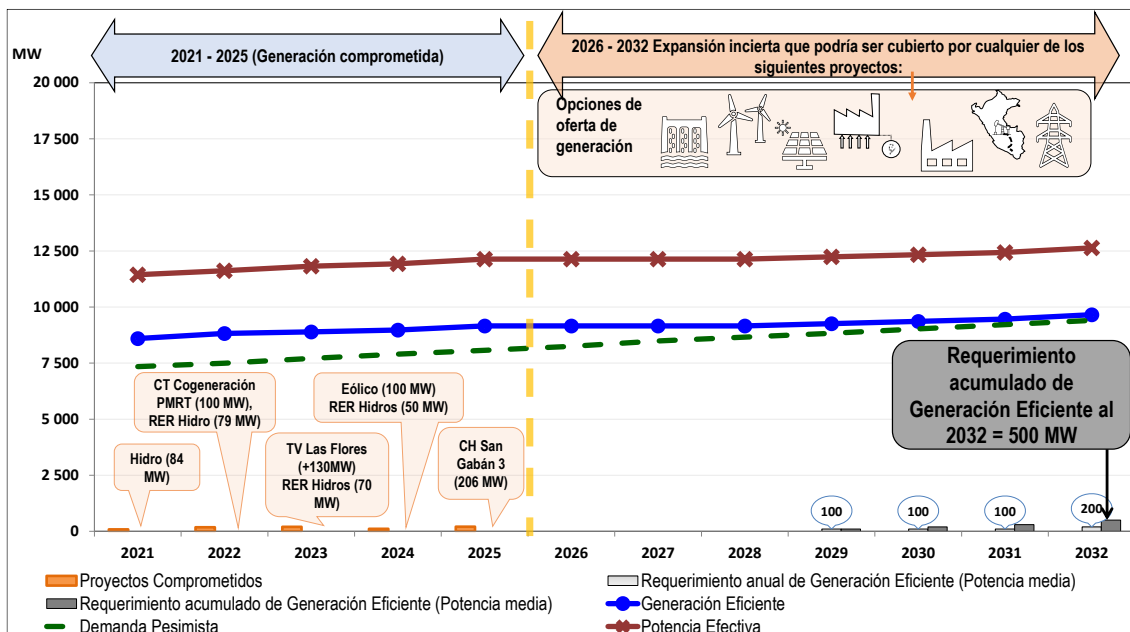 MW
2021 - 2025 (Generación comprometida)
2026 - 2032 Expansión incierta que podría ser cubierto por cualquier de los
siguientes proyectos:
Opciones de
oferta de
generación
20 000
17 500
15 000
12 500
10 000
7 500
5 000
2 500
0
Hidro (84
MW)
CT Cogeneración
PMRT (100 MW),
RER Hidro (79 MW)
TV Las Flores
(+130MW)
RER Hidros (70
MW)
Eólico (100 MW)
RER Hidros (50 MW)
CH San
Gabán 3
(206 MW)
Requerimiento
acumulado de
Generación Eficiente al
2032 = 500 MW
100
100
100
200
2021
2022
2023
2024
2025
2026
2027
2028
2029
2030
2031
2032
Proyectos Comprometidos
Requerimiento anual de Generación Eficiente (Potencia media)
Requerimiento acumulado de Generación Eficiente (Potencia media)
Generación Eficiente
Demanda Pesimista
Potencia Efectiva